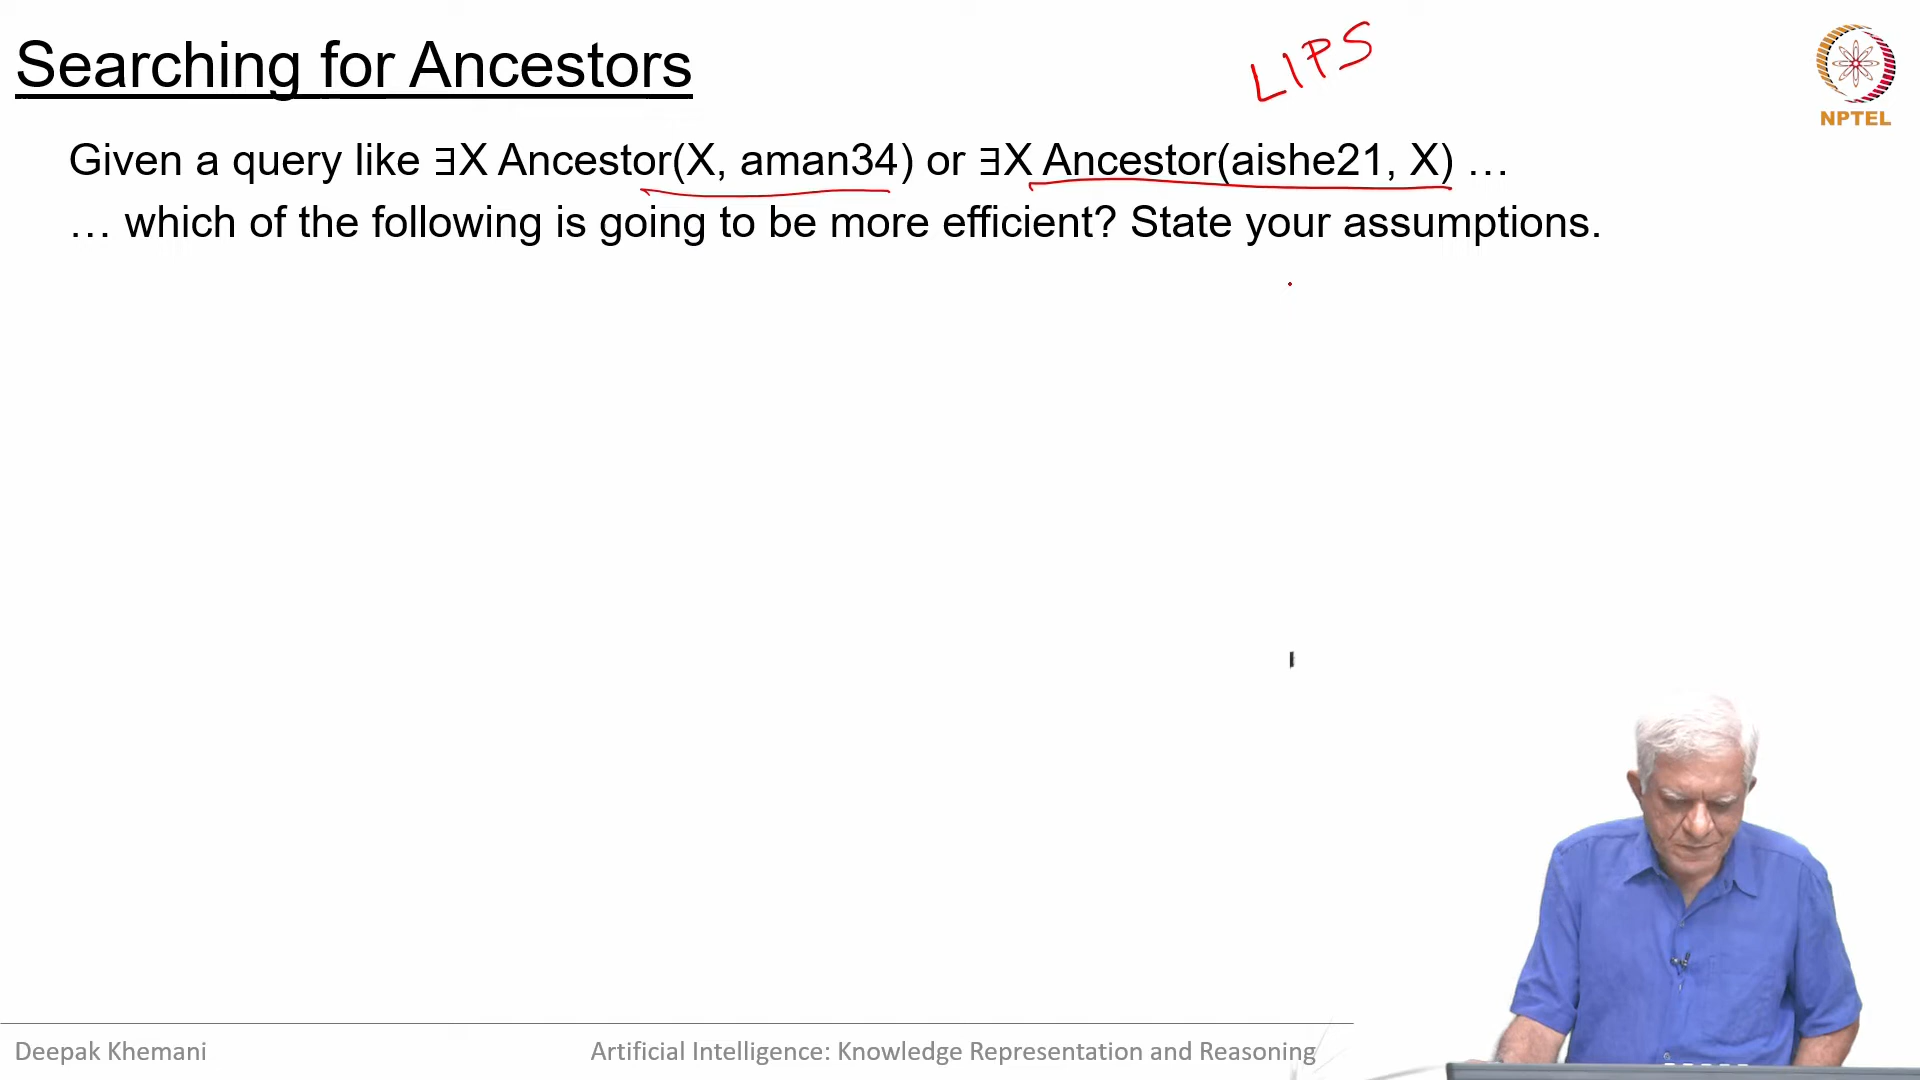 Searching for Ancestors
LIPS
NPTEL
Given a query like ∃X Ancestor(X, aman34) or ∃X Ancestor(aishe21, X) …
… which of the following is going to be more efficient? State your assumptions.
Deepak Khemani
Artificial Intelligence: Knowledge Representation and Reasoning